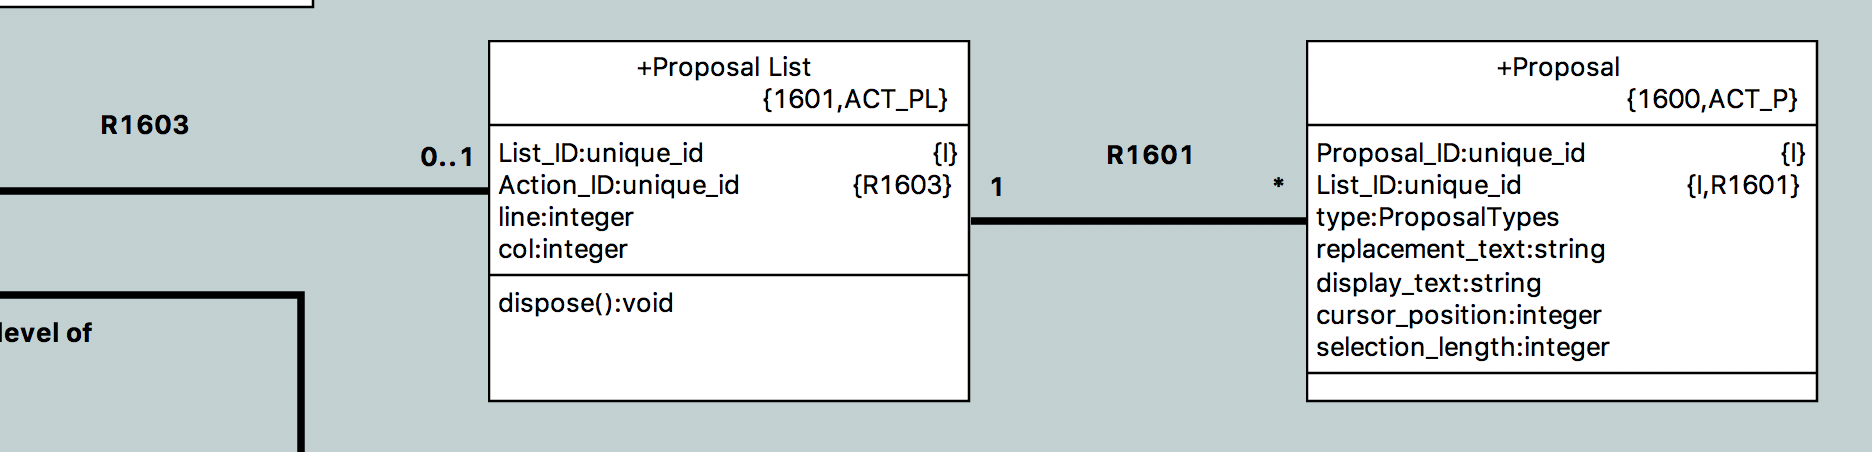 R1603
0..1
+Proposal List
{1601,ACT_PL}
List_ID:unique_id {I}
Action_ID:unique_id {R1603}
line:integer
col:integer
dispose():void
R1601
1
*
+Proposal
{1600,ACT_P}
Proposal_ID:unique_id {I}
List_ID:unique_id {I,R1601}
type:ProposalTypes
replacement_text:string
display_text:string
cursor_position:integer
selection_length:integer
level of